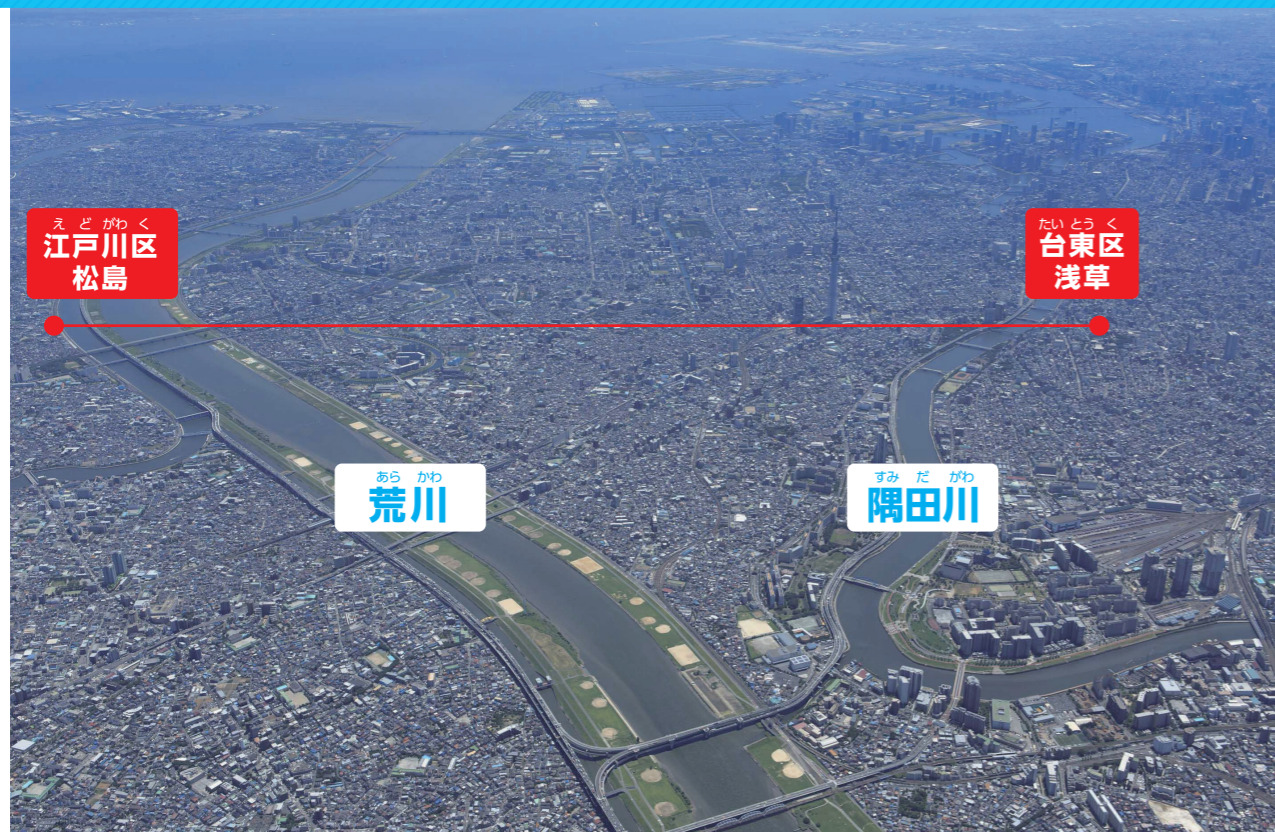 え ど がわ く
江戸川区
松島
たい とう く
台東区
浅草
あら かわ
荒川
すみ だ がわ
隅田川